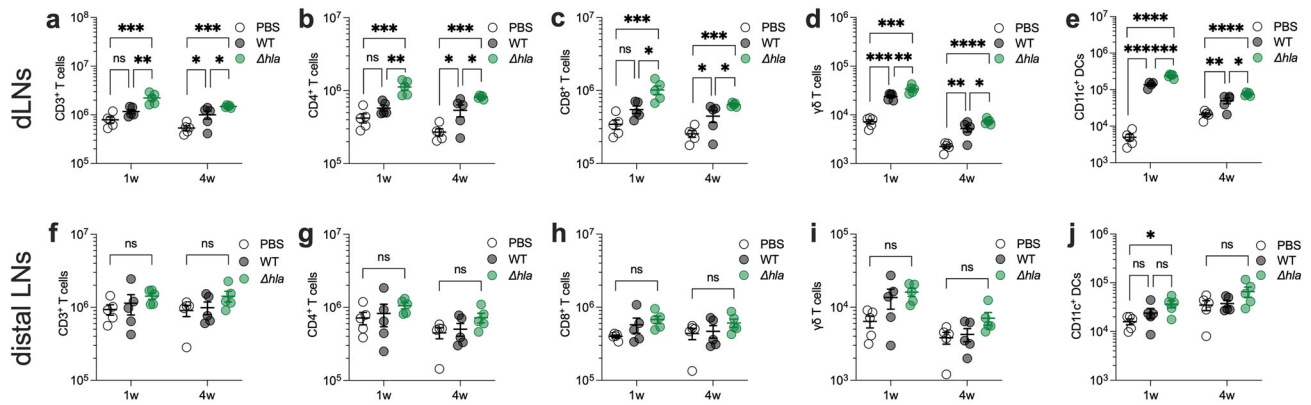 dLNs
a
CD3⁺ T cells
10⁸
10⁷
10⁶
10⁵
*** ***
ns ** * *
1w 4w
PBS
WT
Δhla
b
CD4⁺ T cells
10⁷
10⁶
10⁵
*** ***
ns ** * *
1w 4w
PBS
WT
Δhla
c
CD8⁺ T cells
10⁷
10⁶
10⁵
*** ***
ns * * *
1w 4w
PBS
WT
Δhla
d
γδ T cells
10⁶
10⁵
10⁴
10³
*** ****
***** ** *
1w 4w
PBS
WT
Δhla
e
CD11c⁺ DCs
10⁷
10⁶
10⁵
10⁴
10³
**** ****
****** ** *
1w 4w
PBS
WT
Δhla
distal LNs
f
CD3⁺ T cells
10⁷
10⁶
10⁵
ns ns
1w 4w
PBS
WT
Δhla
g
CD4⁺ T cells
10⁷
10⁶
10⁵
ns ns
1w 4w
PBS
WT
Δhla
h
CD8⁺ T cells
10⁷
10⁶
10⁵
ns ns
1w 4w
PBS
WT
Δhla
i
γδ T cells
10⁵
10⁴
10³
ns ns
1w 4w
PBS
WT
Δhla
j
CD11c⁺ DCs
10⁶
10⁵
10⁴
10³
* ns
ns ns
1w 4w
PBS
WT
Δhla